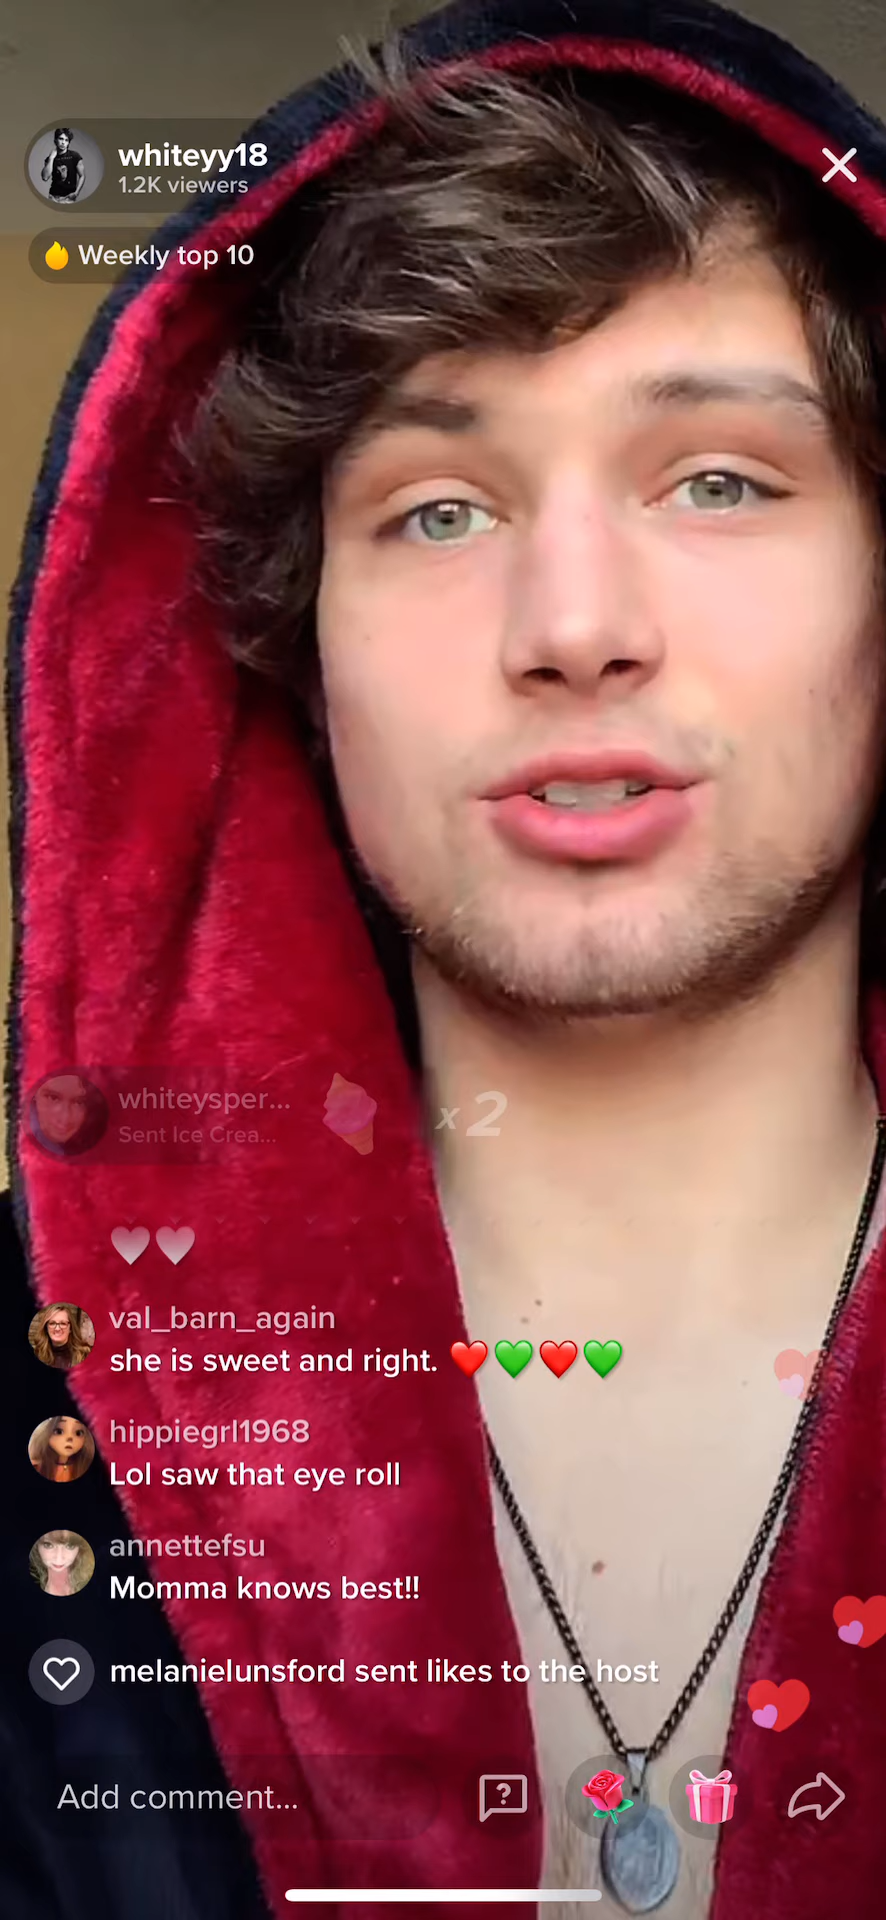 whiteyy18
1.2K viewers
Weekly top 10
whiteysper...
Sent Ice Crea...
x2
val_barn_again
she is sweet and right. ❤️💚❤️💚
hippiegrl1968
Lol saw that eye roll
annettefsu
Momma knows best!!
melanielunsford sent likes to the host
Add comment...
?